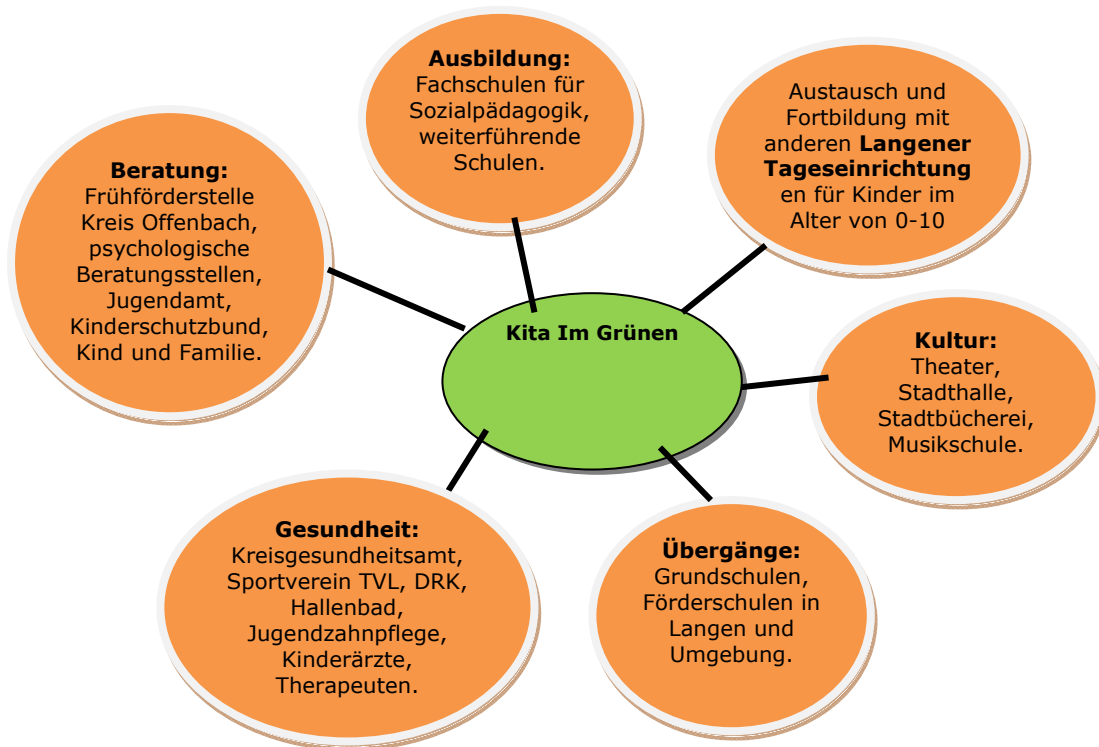 Ausbildung:
Fachschulen für
Sozialpädagogik,
weiterführende
Schulen.
Austausch und
Fortbildung mit
anderen Langener
Tageseinrichtung
en für Kinder im
Alter von 0-10
Beratung:
Frühförderstelle
Kreis Offenbach,
psychologische
Beratungsstellen,
Jugendamt,
Kinderschutzbund,
Kind und Familie.
Kita Im Grünen
Kultur:
Theater,
Stadthalle,
Stadtbücherei,
Musikschule.
Gesundheit:
Kreisgesundheitsamt,
Sportverein TVL, DRK,
Hallenbad,
Jugendzahnpflege,
Kinderärzte,
Therapeuten.
Übergänge:
Grundschulen,
Förderschulen in
Langen und
Umgebung.